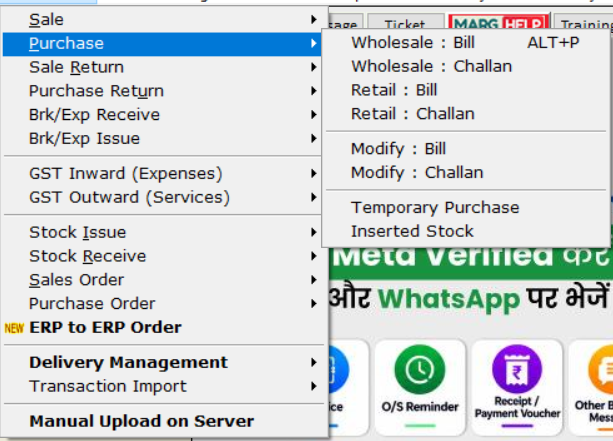 Sale
Purchase
Sale Return
Purchase Return
Brk/Exp Receive
Brk/Exp Issue
GST Inward (Expenses)
GST Outward (Services)
Stock Issue
Stock Receive
Sales Order
Purchase Order
NEW ERP to ERP Order
Delivery Management
Transaction Import
Manual Upload on Server
Ticket
MARG HELP
Training
Wholesale : Bill ALT+P
Wholesale : Challan
Retail : Bill
Retail : Challan
Modify : Bill
Modify : Challan
Temporary Purchase
Inserted Stock
Meta Verified करें
और WhatsApp पर भेजें
O/S Reminder
Receipt /
Payment Voucher
Other